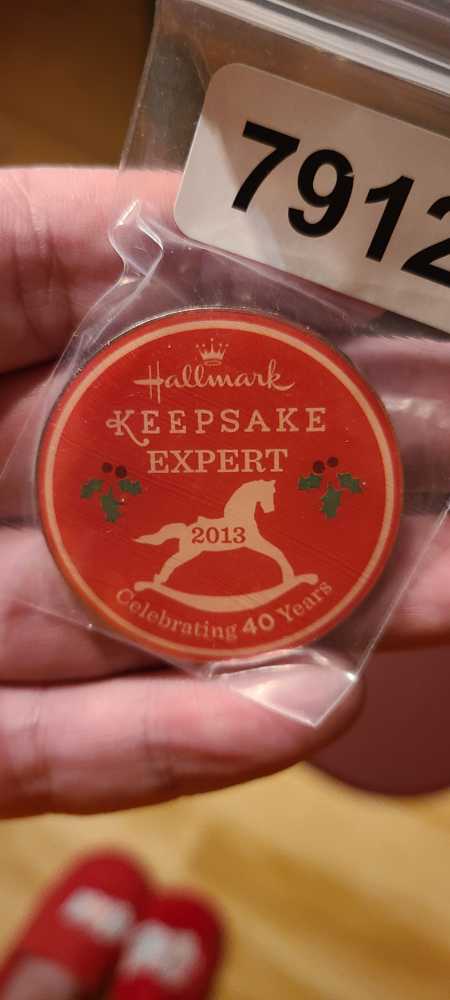 7912
Hallmark
KEEPSAKE
EXPERT
2013
Celebrating 40 Years